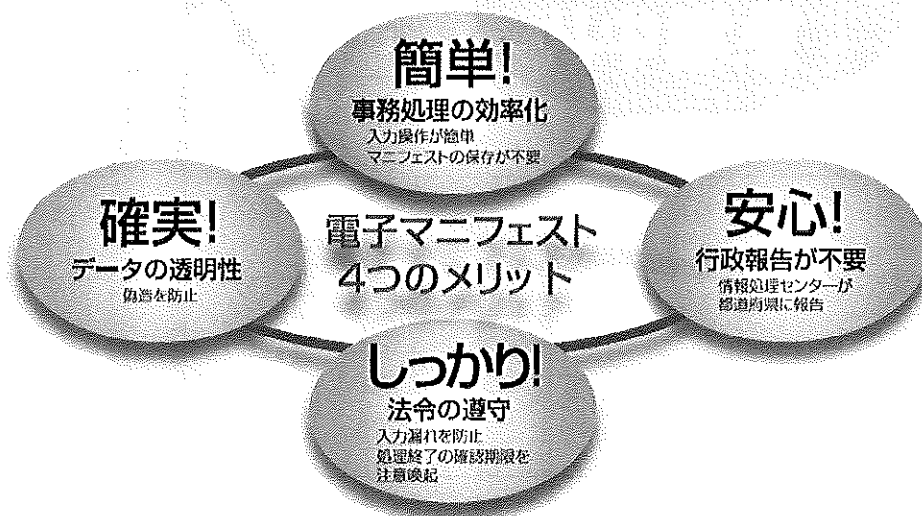 簡単!
事務処理の効率化
入力操作が簡単
マニフェストの保存が不要
確実!
データの透明性
偽造を防止
電子マニフェスト
4つのメリット
安心!
行政報告が不要
情報処理センターが
都道府県に報告
しっかり!
法令の遵守
入力漏れを防止
処理終了の確認期限を
注意喚起